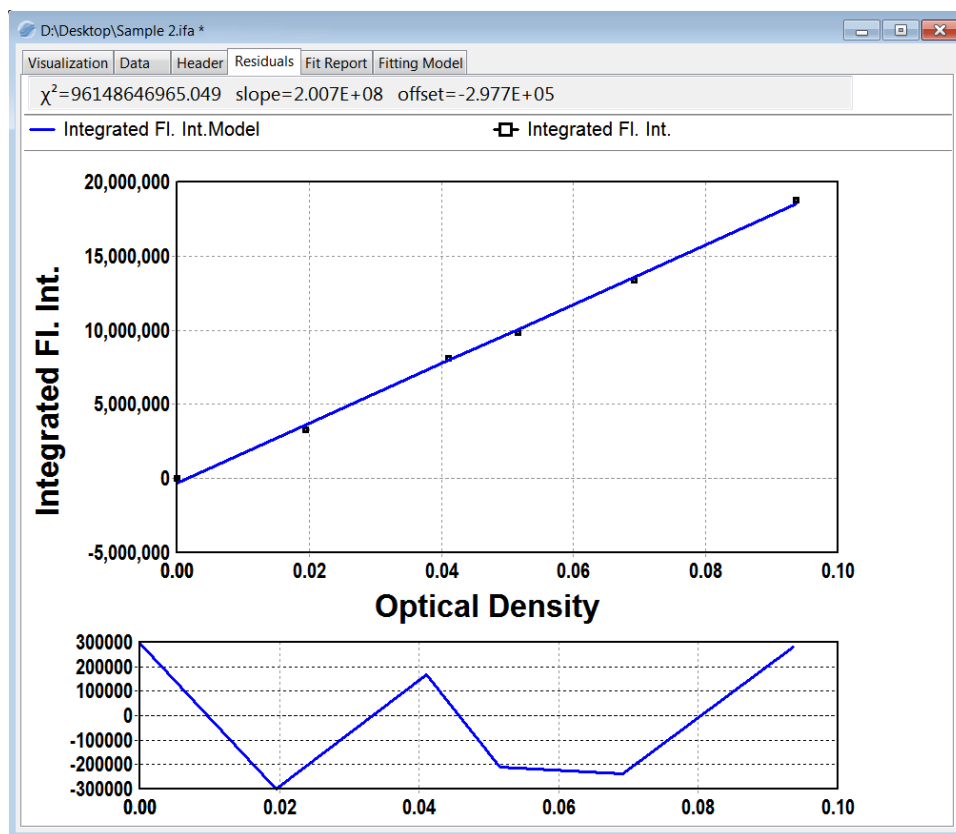 D:\Desktop\Sample 2.ifa *
Visualization Data Header Residuals Fit Report Fitting Model
χ²=96148646965.049 slope=2.007E+08 offset=-2.977E+05
Integrated Fl. Int.Model Integrated Fl. Int.
20,000,000
15,000,000
10,000,000
5,000,000
0
-5,000,000
Integrated Fl. Int.
0.00 0.02 0.04 0.06 0.08 0.10
Optical Density
300000
200000
100000
0
-100000
-200000
-300000
0.00 0.02 0.04 0.06 0.08 0.10